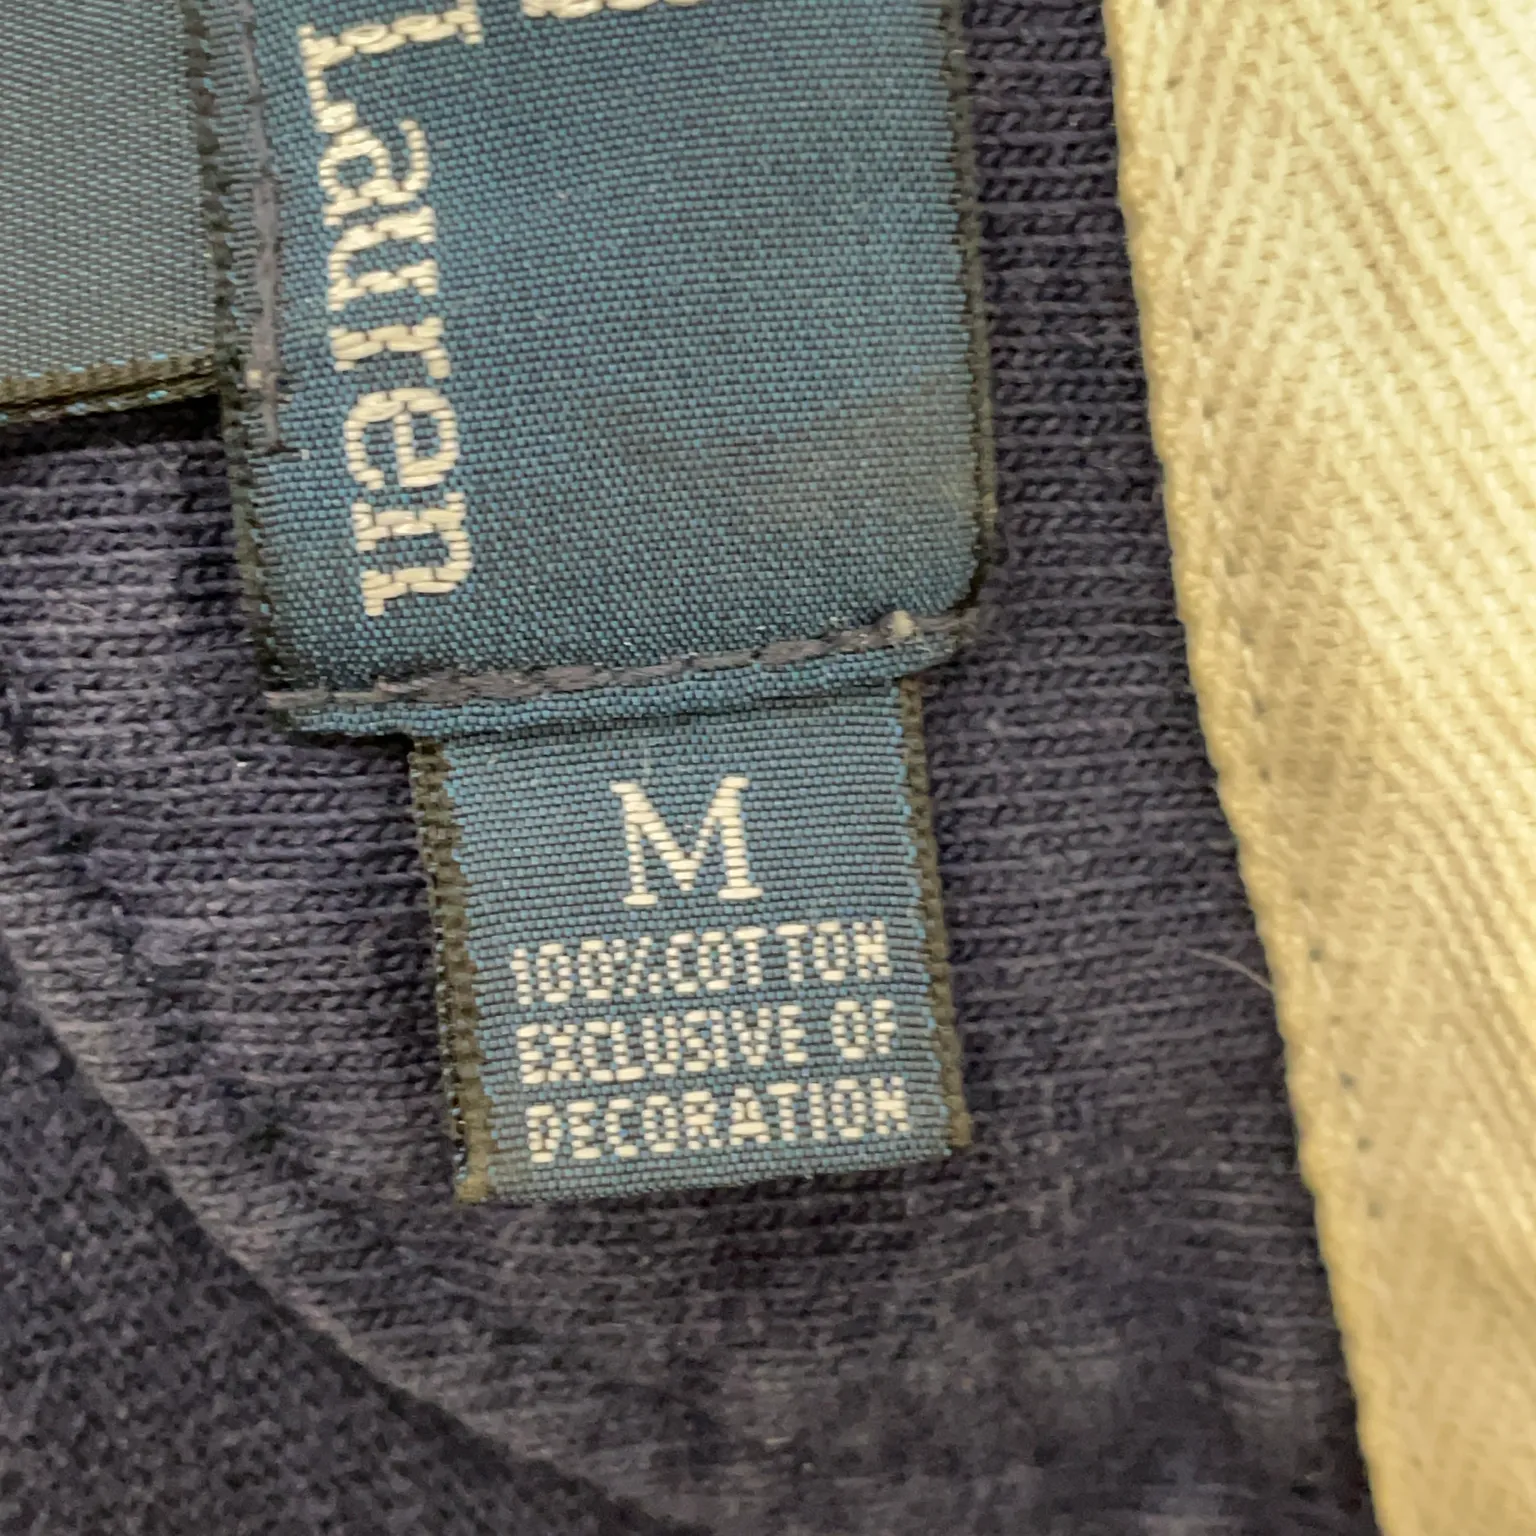 Lauren
M
100% COTTON
EXCLUSIVE OF
DECORATION